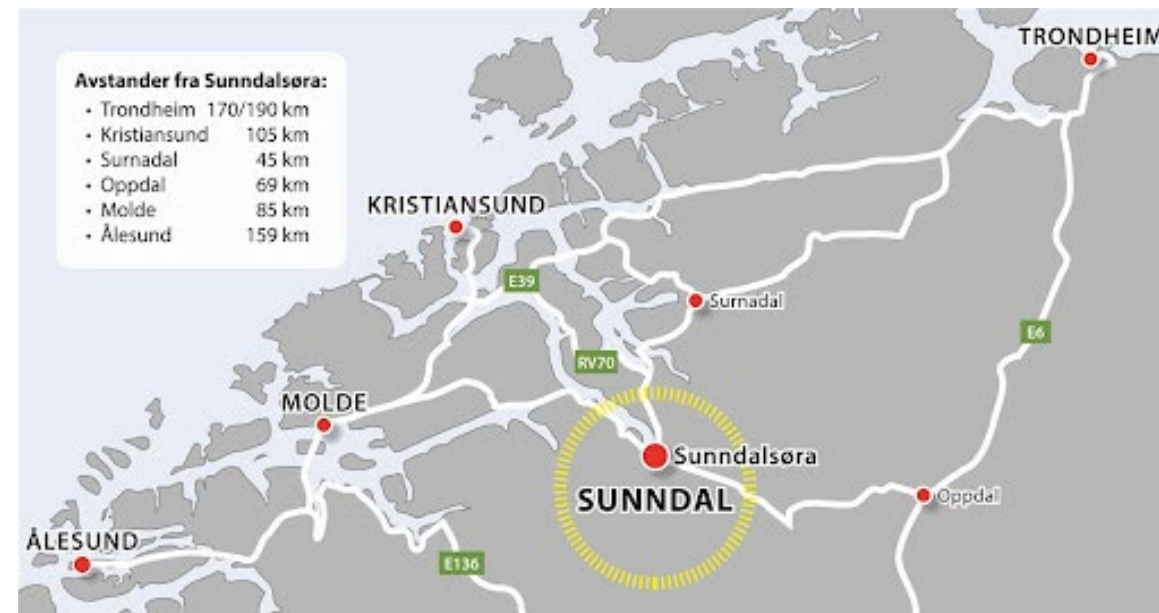 TRONDHEIM
Avstander fra Sunndalsøra:
• Trondheim 170/190 km
• Kristiansund 105 km
• Surnadal 45 km
• Oppdal 69 km
• Molde 85 km
• Ålesund 159 km
KRISTIANSUND
E39
Surnadal
E6
RV70
MOLDE
Sunndalsøra
SUNNDAL
Oppdal
ÅLESUND
E136